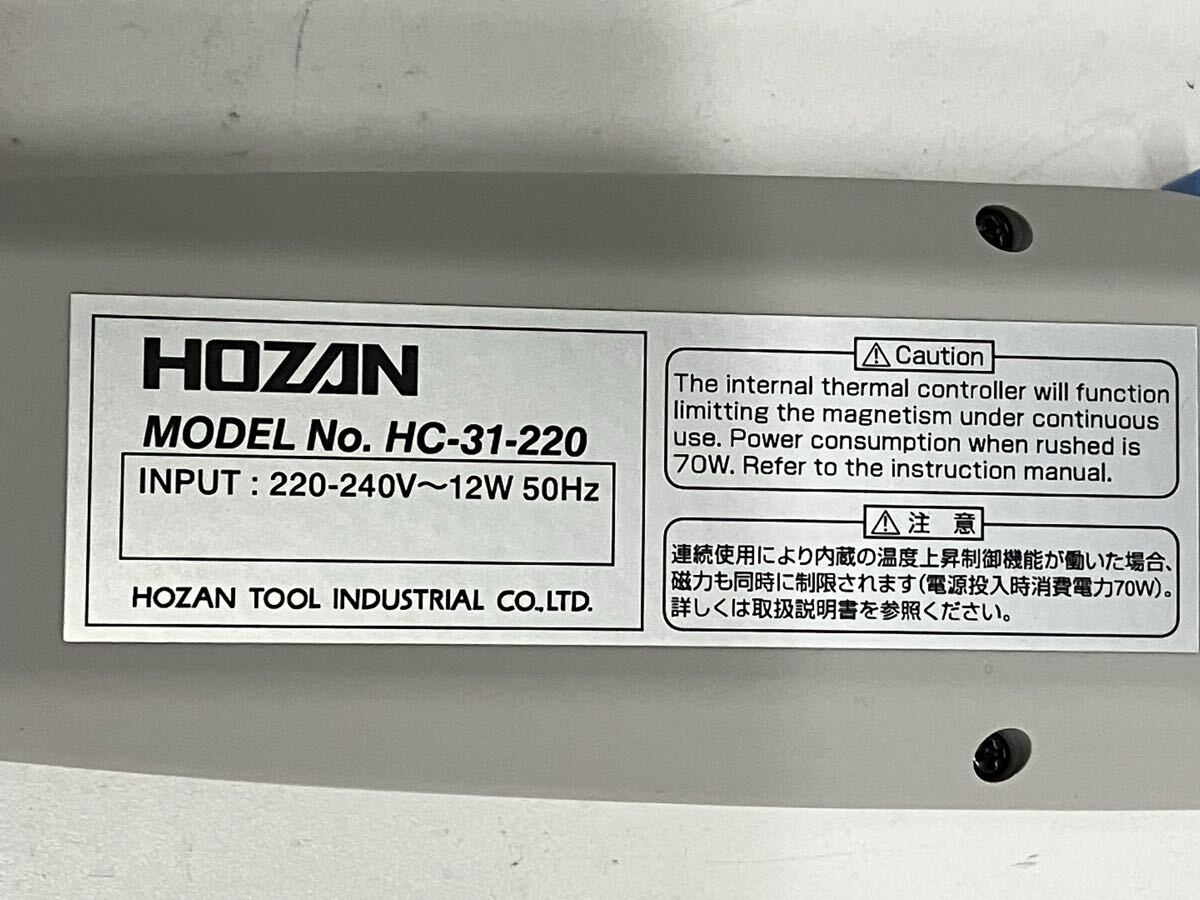 HOZAN
MODEL No. HC-31-220
INPUT : 220-240V～12W 50Hz
HOZAN TOOL INDUSTRIAL CO.,LTD.
⚠ Caution
The internal thermal controller will function
limitting the magnetism under continuous
use. Power consumption when rushed is
70W. Refer to the instruction manual.
⚠ 注 意
連続使用により内蔵の温度上昇制御機能が働いた場合、
磁力も同時に制限されます(電源投入時消費電力70W)。
詳しくは取扱説明書を参照ください。